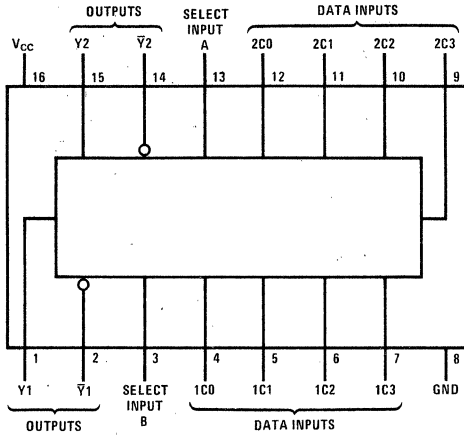 OUTPUTS SELECT INPUT A DATA INPUTS
V_CC Y2 Y̅2 2C0 2C1 2C2 2C3
16 15 14 13 12 11 10 9
1 2 3 4 5 6 7 8
Y1 Y̅1 SELECT INPUT B 1C0 1C1 1C2 1C3 GND
OUTPUTS DATA INPUTS